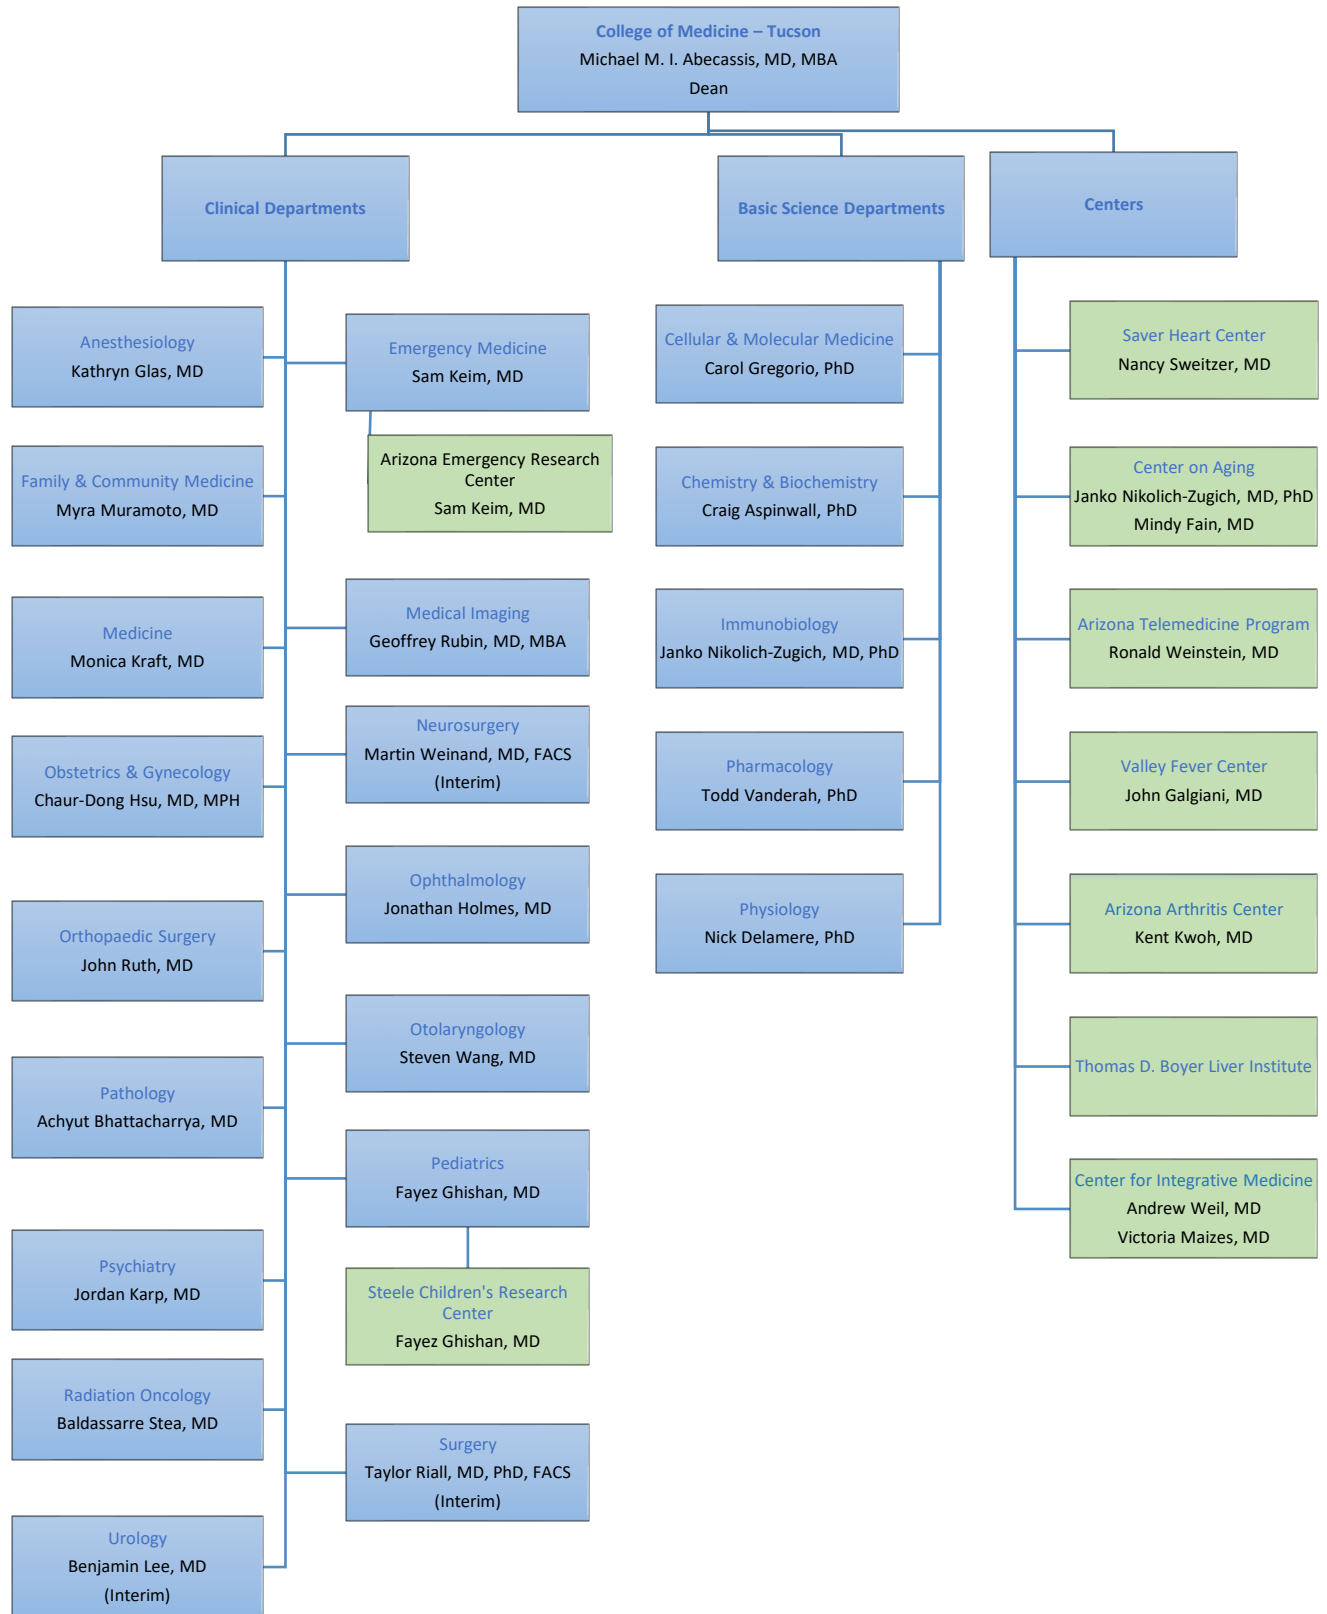 College of Medicine – Tucson
Michael M. I. Abecassis, MD, MBA
Dean
Clinical Departments
Basic Science Departments
Centers
Anesthesiology
Kathryn Glas, MD
Family & Community Medicine
Myra Muramoto, MD
Medicine
Monica Kraft, MD
Obstetrics & Gynecology
Chaur-Dong Hsu, MD, MPH
Orthopaedic Surgery
John Ruth, MD
Pathology
Achyut Bhattacharrya, MD
Psychiatry
Jordan Karp, MD
Radiation Oncology
Baldassarre Stea, MD
Urology
Benjamin Lee, MD
(Interim)
Emergency Medicine
Sam Keim, MD
Arizona Emergency Research
Center
Sam Keim, MD
Medical Imaging
Geoffrey Rubin, MD, MBA
Neurosurgery
Martin Weinand, MD, FACS
(Interim)
Ophthalmology
Jonathan Holmes, MD
Otolaryngology
Steven Wang, MD
Pediatrics
Fayez Ghishan, MD
Steele Children's Research
Center
Fayez Ghishan, MD
Surgery
Taylor Riall, MD, PhD, FACS
(Interim)
Cellular & Molecular Medicine
Carol Gregorio, PhD
Chemistry & Biochemistry
Craig Aspinwall, PhD
Immunobiology
Janko Nikolich-Zugich, MD, PhD
Pharmacology
Todd Vanderah, PhD
Physiology
Nick Delamere, PhD
Saver Heart Center
Nancy Sweitzer, MD
Center on Aging
Janko Nikolich-Zugich, MD, PhD
Mindy Fain, MD
Arizona Telemedicine Program
Ronald Weinstein, MD
Valley Fever Center
John Galgiani, MD
Arizona Arthritis Center
Kent Kwoh, MD
Thomas D. Boyer Liver Institute
Center for Integrative Medicine
Andrew Weil, MD
Victoria Maizes, MD